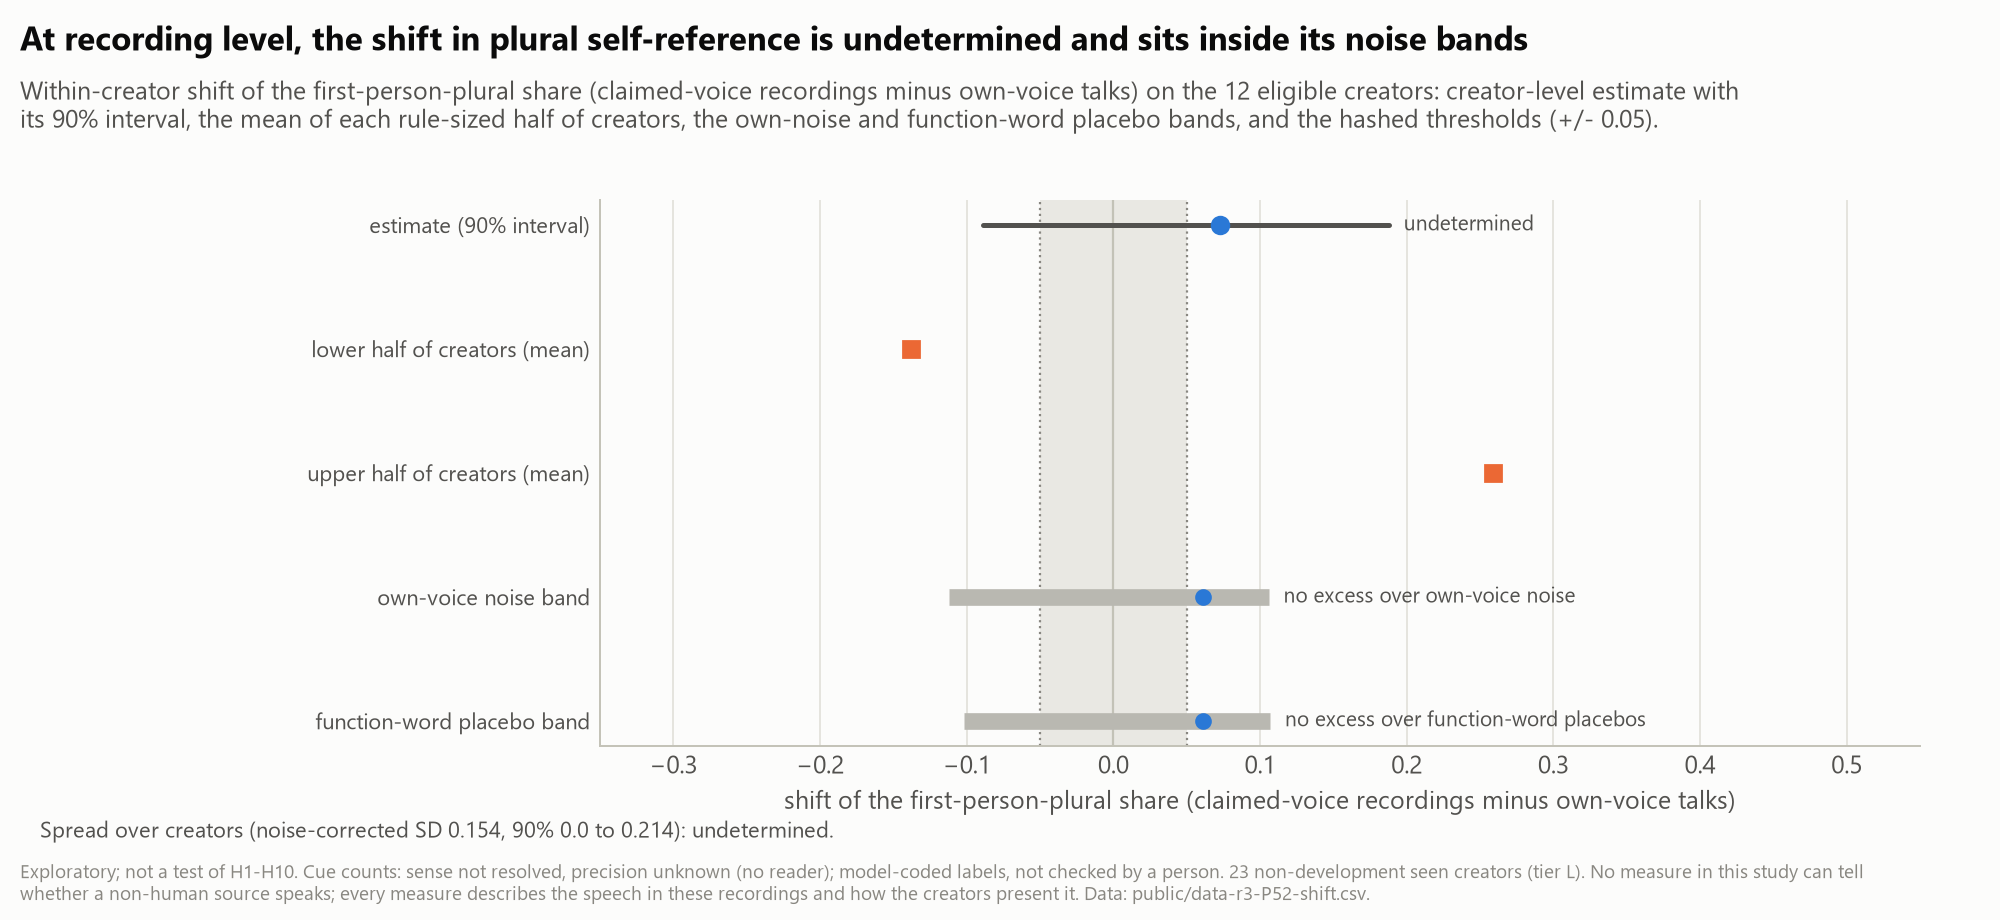 At recording level, the shift in plural self-reference is undetermined and sits inside its noise bands
Within-creator shift of the first-person-plural share (claimed-voice recordings minus own-voice talks) on the 12 eligible creators: creator-level estimate with
its 90% interval, the mean of each rule-sized half of creators, the own-noise and function-word placebo bands, and the hashed thresholds (+/- 0.05).
estimate (90% interval)
undetermined
lower half of creators (mean)
upper half of creators (mean)
own-voice noise band
no excess over own-voice noise
function-word placebo band
no excess over function-word placebos
−0.3 −0.2 −0.1 0.0 0.1 0.2 0.3 0.4 0.5
shift of the first-person-plural share (claimed-voice recordings minus own-voice talks)
Spread over creators (noise-corrected SD 0.154, 90% 0.0 to 0.214): undetermined.
Exploratory; not a test of H1-H10. Cue counts: sense not resolved, precision unknown (no reader); model-coded labels, not checked by a person. 23 non-development seen creators (tier L). No measure in this study can tell
whether a non-human source speaks; every measure describes the speech in these recordings and how the creators present it. Data: public/data-r3-P52-shift.csv.